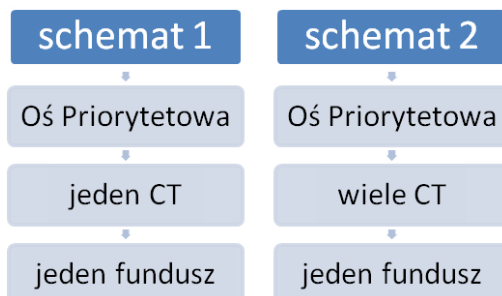 schemat 1
Oś Priorytetowa
jeden CT
jeden fundusz
schemat 2
Oś Priorytetowa
wiele CT
jeden fundusz